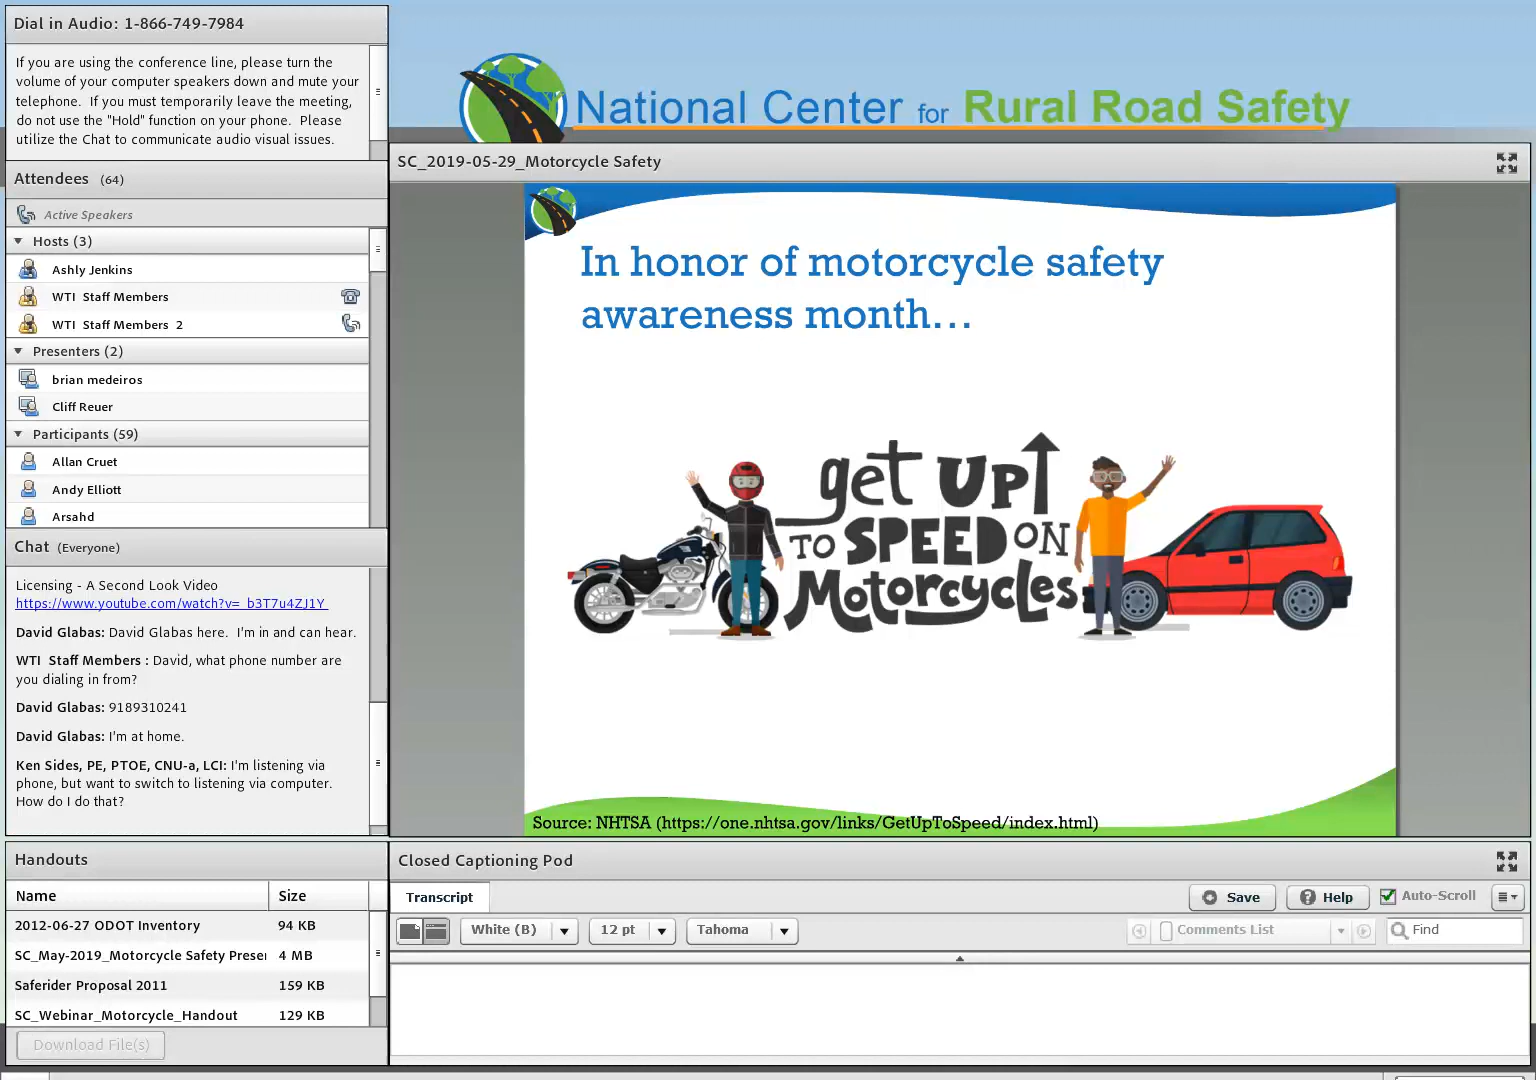 Dial in Audio: 1-866-749-7984
If you are using the conference line, please turn the
volume of your computer speakers down and mute your
telephone.  If you must temporarily leave the meeting,
do not use the "Hold" function on your phone.  Please
utilize the Chat to communicate audio visual issues.
Attendees (64)
Active Speakers
Hosts (3)
Ashly Jenkins
WTI Staff Members
WTI Staff Members 2
Presenters (2)
brian medeiros
Cliff Reuer
Participants (59)
Allan Cruet
Andy Elliott
Arsahd
Chat (Everyone)
Licensing - A Second Look Video
https://www.youtube.com/watch?v=_b3T7u4ZJ1Y
David Glabas: David Glabas here.  I'm in and can hear.
WTI Staff Members : David, what phone number are
you dialing in from?
David Glabas: 9189310241
David Glabas: I'm at home.
Ken Sides, PE, PTOE, CNU-a, LCI: I'm listening via
phone, but want to switch to listening via computer.
How do I do that?
Handouts
Name Size
2012-06-27 ODOT Inventory 94 KB
SC_May-2019_Motorcycle Safety Preser 4 MB
Saferider Proposal 2011 159 KB
SC_Webinar_Motorcycle_Handout 129 KB
Download File(s)
National Center for Rural Road Safety
SC_2019-05-29_Motorcycle Safety
In honor of motorcycle safety
awareness month...
get UP
TO SPEED ON
Motorcycles
Source: NHTSA (https://one.nhtsa.gov/links/GetUpToSpeed/index.html)
Closed Captioning Pod
Transcript Save Help Auto-Scroll
White (B) 12 pt Tahoma Comments List Find